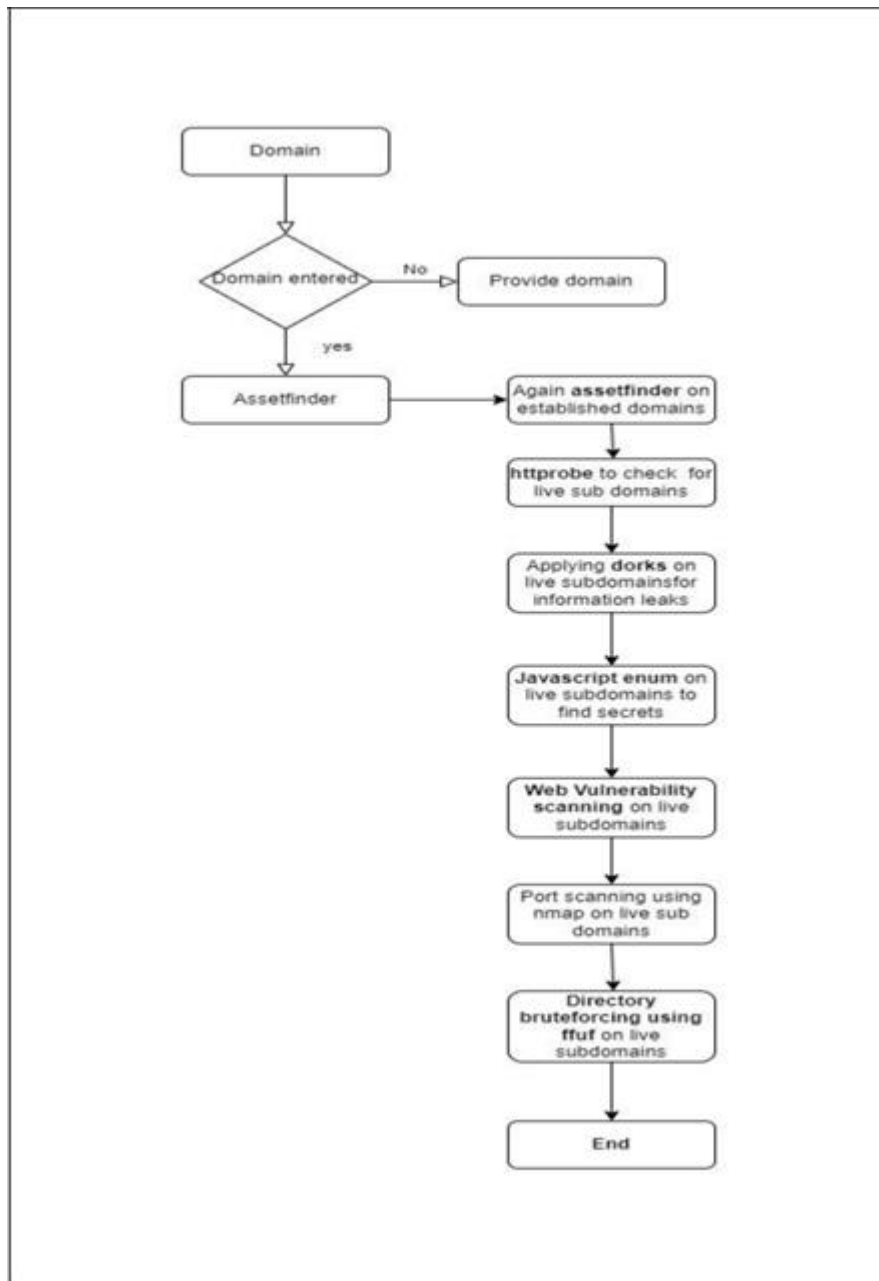 Domain
Domain entered
No
Provide domain
yes
Assetfinder
Again assetfinder on
established domains
httprobe to check for
live sub domains
Applying dorks on
live subdomainsfor
information leaks
Javascript enum on
live subdomains to
find secrets
Web Vulnerability
scanning on live
subdomains
Port scanning using
nmap on live sub
domains
Directory
bruteforcing using
ffuf on live
subdomains
End